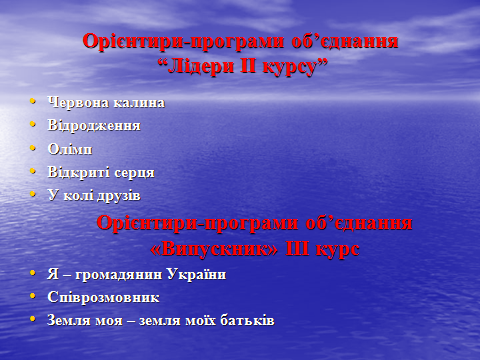 Орієнтири-програми об’єднання
“Лідери ІІ курсу”
• Червона калина
• Відродження
• Олімп
• Відкриті серця
• У колі друзів
Орієнтири-програми об’єднання
«Випускник» ІІІ курс
• Я – громадянин України
• Співрозмовник
• Земля моя – земля моїх батьків